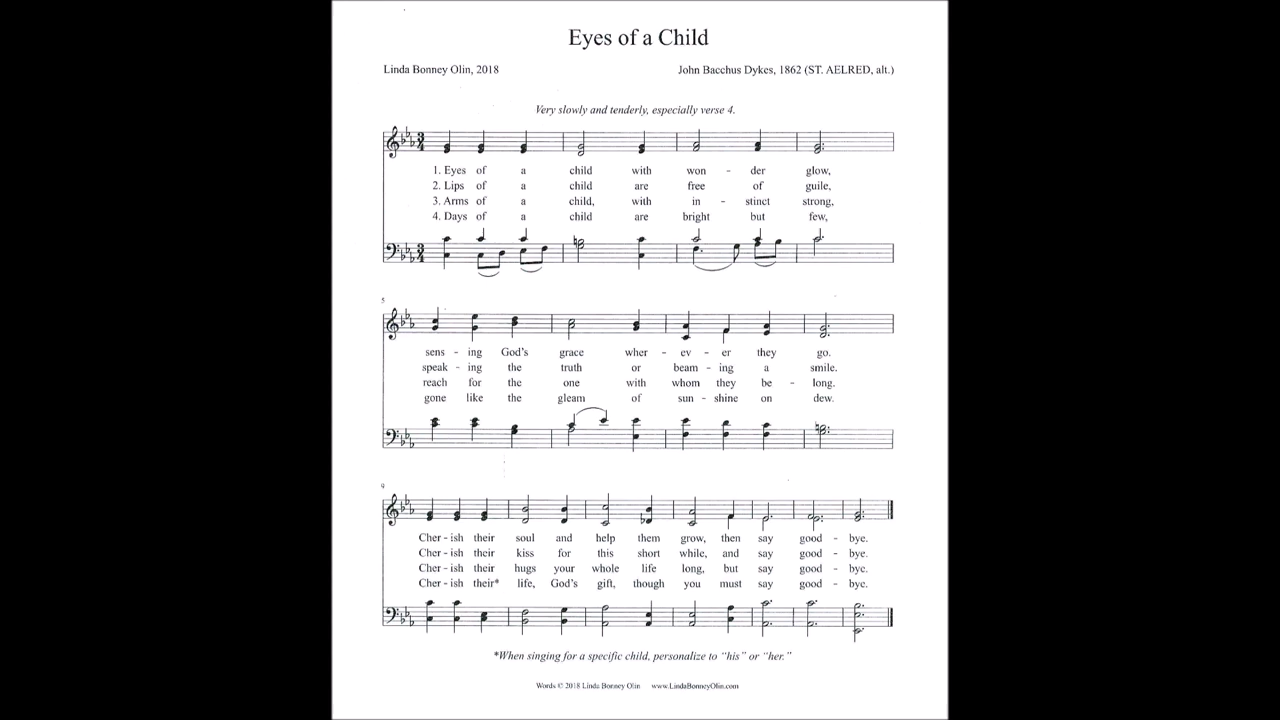 Eyes of a Child
Linda Bonney Olin, 2018
John Bacchus Dykes, 1862 (ST. AELRED, alt.)
Very slowly and tenderly, especially verse 4.
1. Eyes of a child with won - der glow,
2. Lips of a child are free of guile,
3. Arms of a child, with in - stinct strong,
4. Days of a child are bright but few,
5
sens - ing God's grace wher - ev - er they go.
speak - ing the truth or beam - ing a smile.
reach for the one with whom they be - long.
gone like the gleam of sun - shine on dew.
9
Cher - ish their soul and help them grow, then say good - bye.
Cher - ish their kiss for this short while, and say good - bye.
Cher - ish their hugs your whole life long, but say good - bye.
Cher - ish their* life, God's gift, though you must say good - bye.
*When singing for a specific child, personalize to "his" or "her."
Words © 2018 Linda Bonney Olin www.LindaBonneyOlin.com